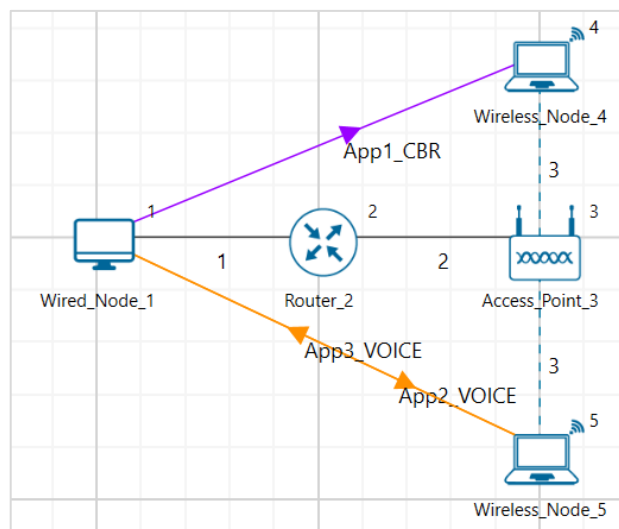 4
Wireless_Node_4
App1_CBR
3
1
2
3
1
2
Wired_Node_1
Router_2
Access_Point_3
App3_VOICE
3
App2_VOICE
5
Wireless_Node_5